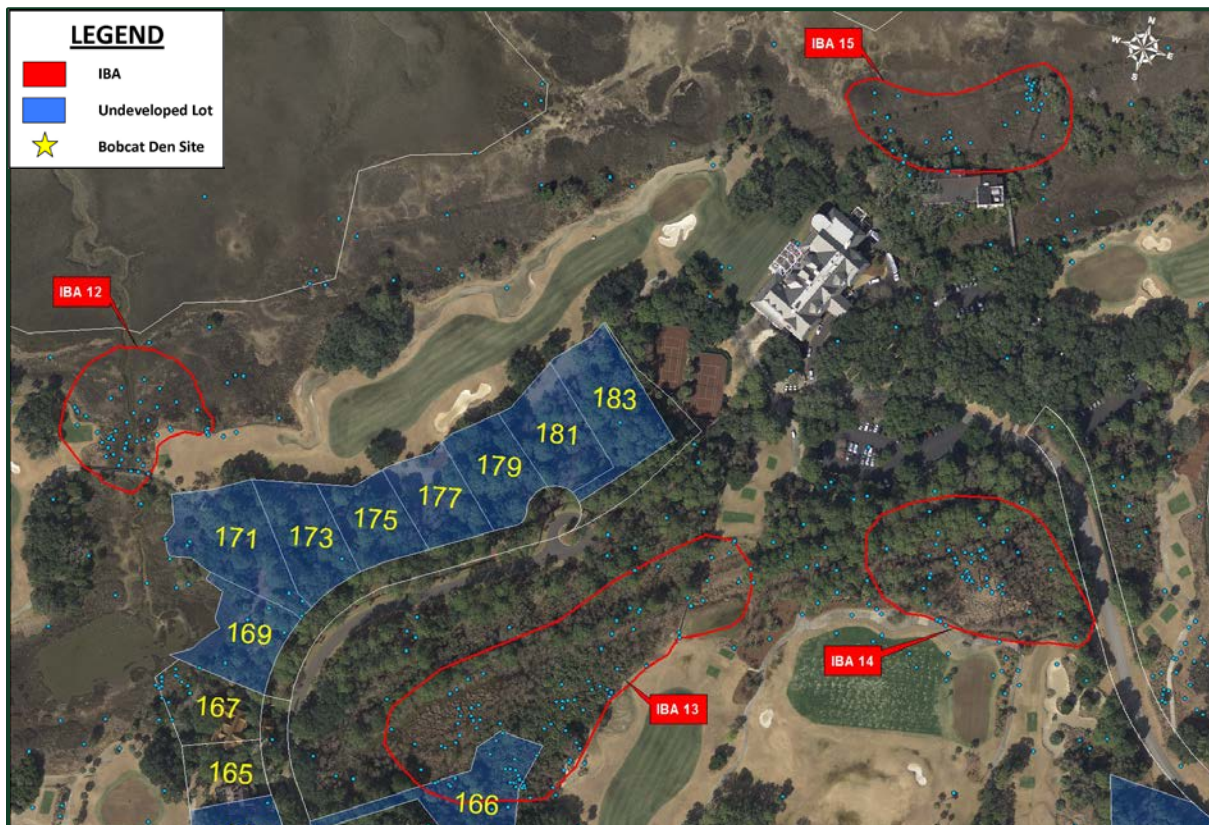 LEGEND
IBA
Undeveloped Lot
Bobcat Den Site
N
W
E
S
IBA 15
IBA 12
183
181
179
177
175
173
171
169
167
165
166
IBA 14
IBA 13